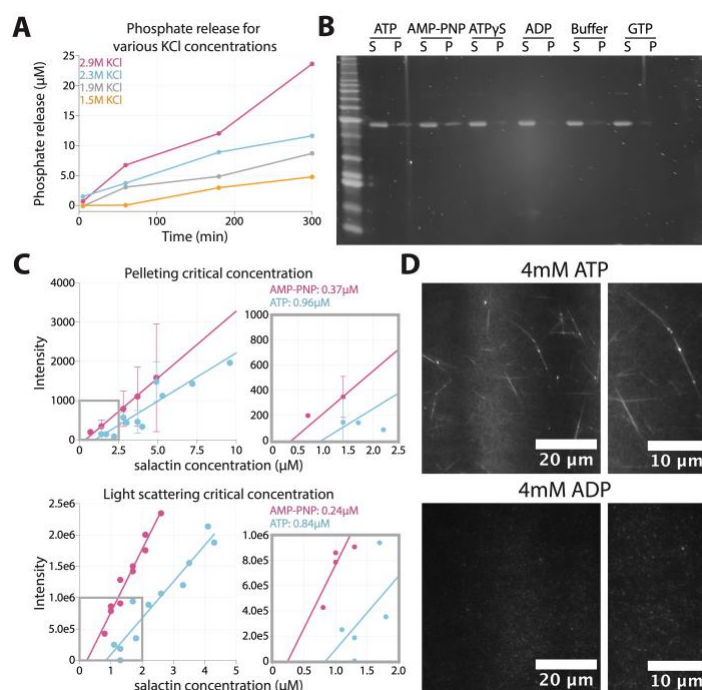 A
Phosphate release for
various KCl concentrations
Phosphate release (µM)
25
20
15
10
5.0
0
2.9M KCl
2.3M KCl
1.9M KCl
1.5M KCl
0 100 200 300
Time (min)
B
ATP AMP-PNP ATPγS ADP Buffer GTP
S P S P S P S P S P S P
C
Pelleting critical concentration
Intensity
4000
3000
2000
1000
0
0 2.5 5 7.5 10
salactin concentration (µM)
AMP-PNP: 0.37µM
ATP: 0.96µM
1000
800
600
400
200
0
0 0.5 1.0 1.5 2.0 2.5
Light scattering critical concentration
Intensity
2.5e6
2.0e6
1.5e6
1.0e6
5.0e5
0
0 1 2 3 4 5
salactin concentration (µM)
AMP-PNP: 0.24µM
ATP: 0.84µM
1.0e6
8.0e5
6.0e5
4.0e5
2.0e5
0
0 0.4 0.8 1.2 1.6 2.0
D
4mM ATP
20 µm
10 µm
4mM ADP
20 µm
10 µm